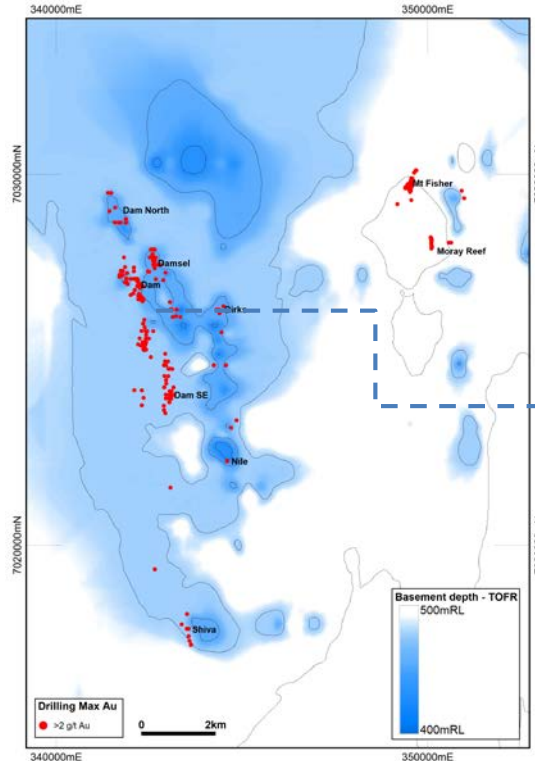 340000mE
350000mE
7030000mN
Mt Fisher
Dam North
Moray Reef
Damsel
Dam
Dirks
Dam SE
Nile
7020000mN
7020000mN
Shiva
Basement depth - TOFR
500mRL
400mRL
Drilling Max Au
>2 g/t Au
0
2km
340000mE
350000mE